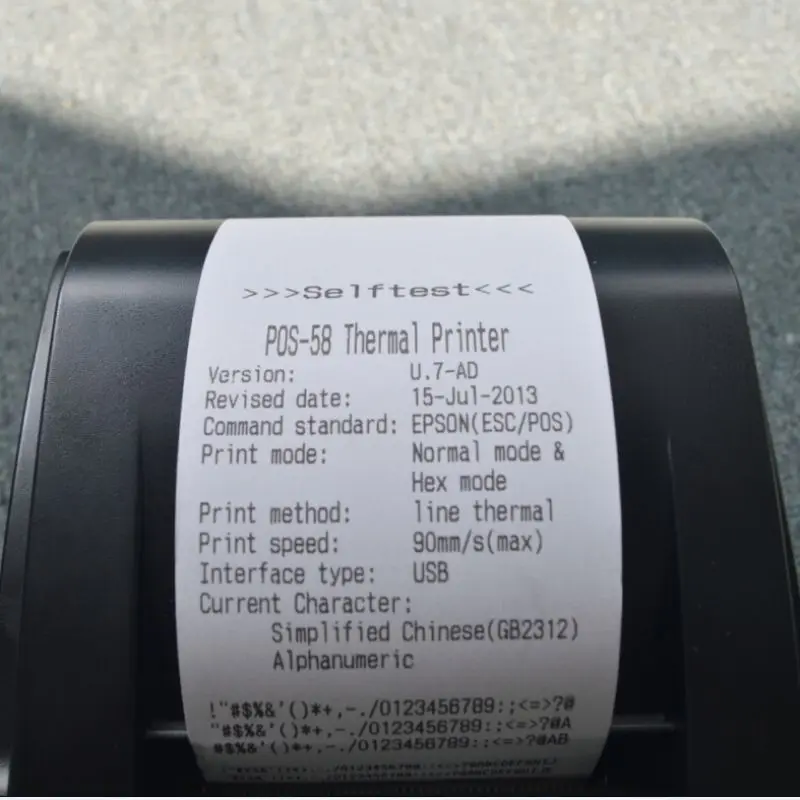 >>>Selftest<<<
POS-58 Thermal Printer
Version: U.7-AD
Revised date: 15-Jul-2013
Command standard: EPSON(ESC/POS)
Print mode: Normal mode &
Hex mode
Print method: line thermal
Print speed: 90mm/s(max)
Interface type: USB
Current Character:
Simplified Chinese(GB2312)
Alphanumeric
!"#$%&'()*+,-./0123456789:;<=>?@
"#$%&'()*+,-./0123456789:;<=>?@A
#$%&'()*+,-./0123456789:;<=>?@AB